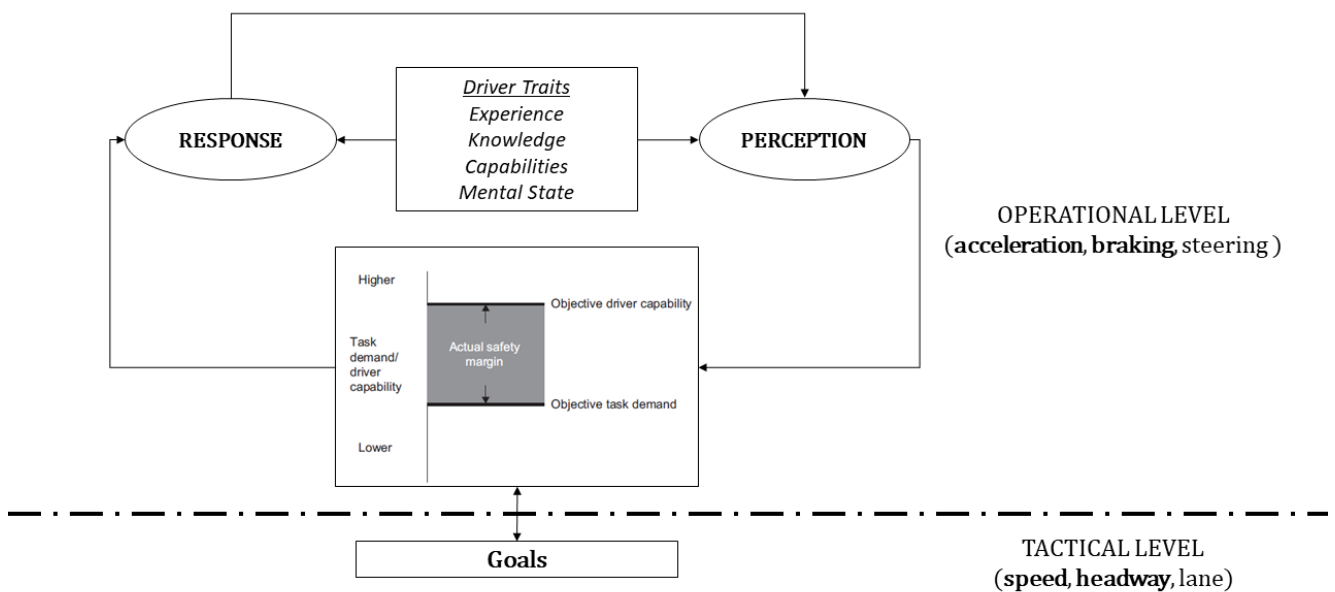 Driver Traits
Experience
Knowledge
Capabilities
Mental State
RESPONSE
PERCEPTION
OPERATIONAL LEVEL
(acceleration, braking, steering )
Higher
Objective driver capability
Actual safety
margin
Task
demand/
driver
capability
Objective task demand
Lower
Goals
TACTICAL LEVEL
(speed, headway, lane)